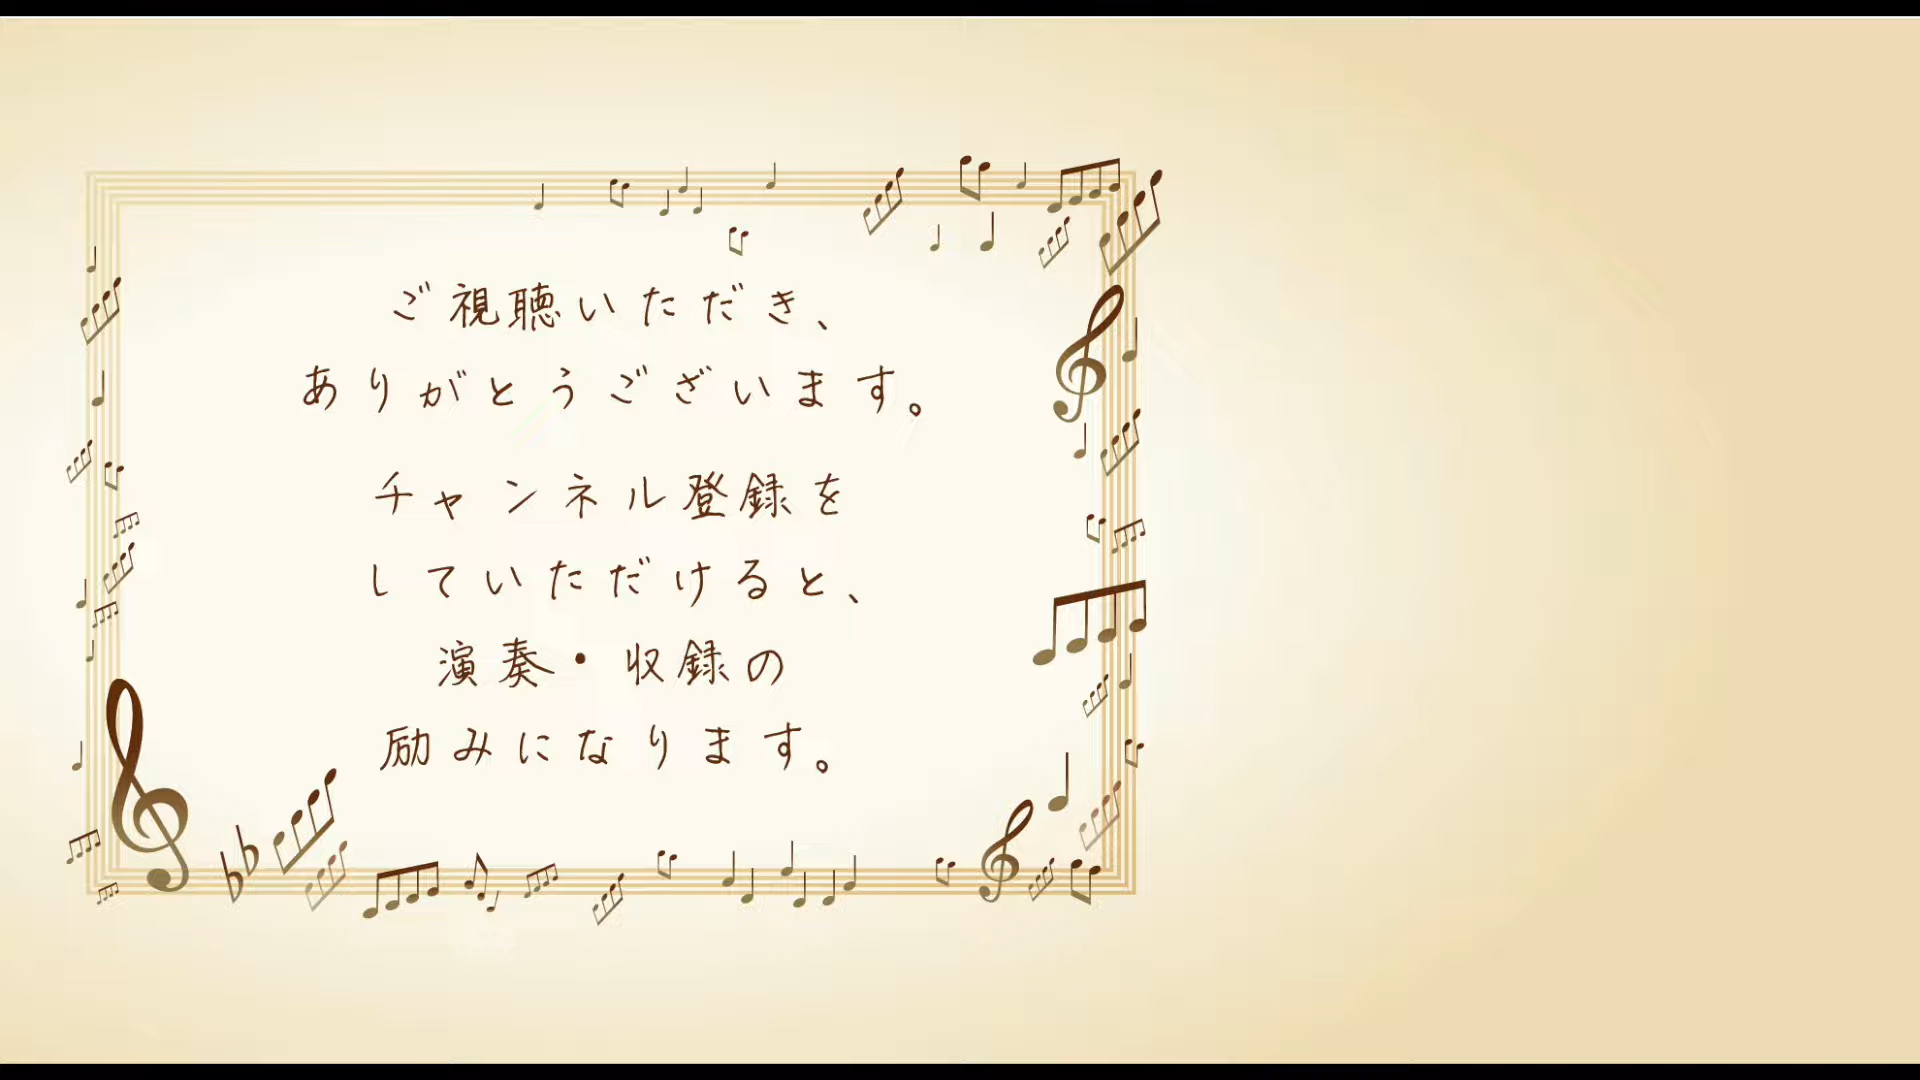 ご視聴いただき、
ありがとうございます。
チャンネル登録を
していただけると、
演奏・収録の
励みになります。